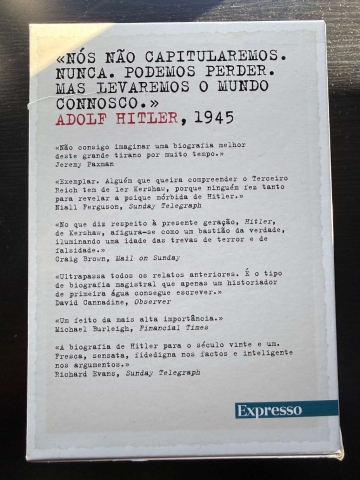 «NÓS NÃO CAPITULAREMOS.
NUNCA. PODEMOS PERDER.
MAS LEVAREMOS O MUNDO
CONNOSCO.»
ADOLF HITLER, 1945
«Não consigo imaginar uma biografia melhor
deste grande tirano por muito tempo.»
Jeremy Paxman
«Exemplar. Alguém que queira compreender o Terceiro
Reich tem de ler Kershaw, porque ninguém fez tanto
para revelar a psique mórbida de Hitler.»
Niall Ferguson, Sunday Telegraph
«No que diz respeito à presente geração, Hitler,
de Kershaw, afigura-se como um bastião da verdade,
iluminando uma idade das trevas de terror e de
falsidade.»
Craig Brown, Mail on Sunday
«Ultrapassa todos os relatos anteriores. É o tipo
de biografia magistral que apenas um historiador
de primeira água consegue escrever.»
David Cannadine, Observer
«Um feito da mais alta importância.»
Michael Burleigh, Financial Times
«A biografia de Hitler para o século vinte e um.
Fresca, sensata, fidedigna nos factos e inteligente
nos argumentos.»
Richard Evans, Sunday Telegraph
Expresso